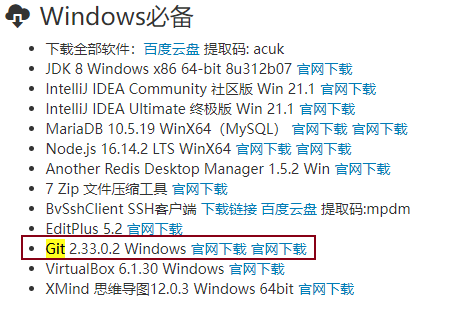 Windows必备
下载全部软件：百度云盘 提取码: acuk
JDK 8 Windows x86 64-bit 8u312b07 官网下载
IntelliJ IDEA Community 社区版 Win 21.1 官网下载
IntelliJ IDEA Ultimate 终极版 Win 21.1 官网下载
MariaDB 10.5.19 WinX64（MySQL） 官网下载 官网下载
Node.js 16.14.2 LTS WinX64 官网下载 官网下载
Another Redis Desktop Manager 1.5.2 Win 官网下载
7 Zip 文件压缩工具 官网下载
BvSshClient SSH客户端 下载链接 百度云盘 提取码:mpdm
EditPlus 5.2 官网下载
Git 2.33.0.2 Windows 官网下载 官网下载
VirtualBox 6.1.30 Windows 官网下载
XMind 思维导图12.0.3 Windows 64bit 官网下载